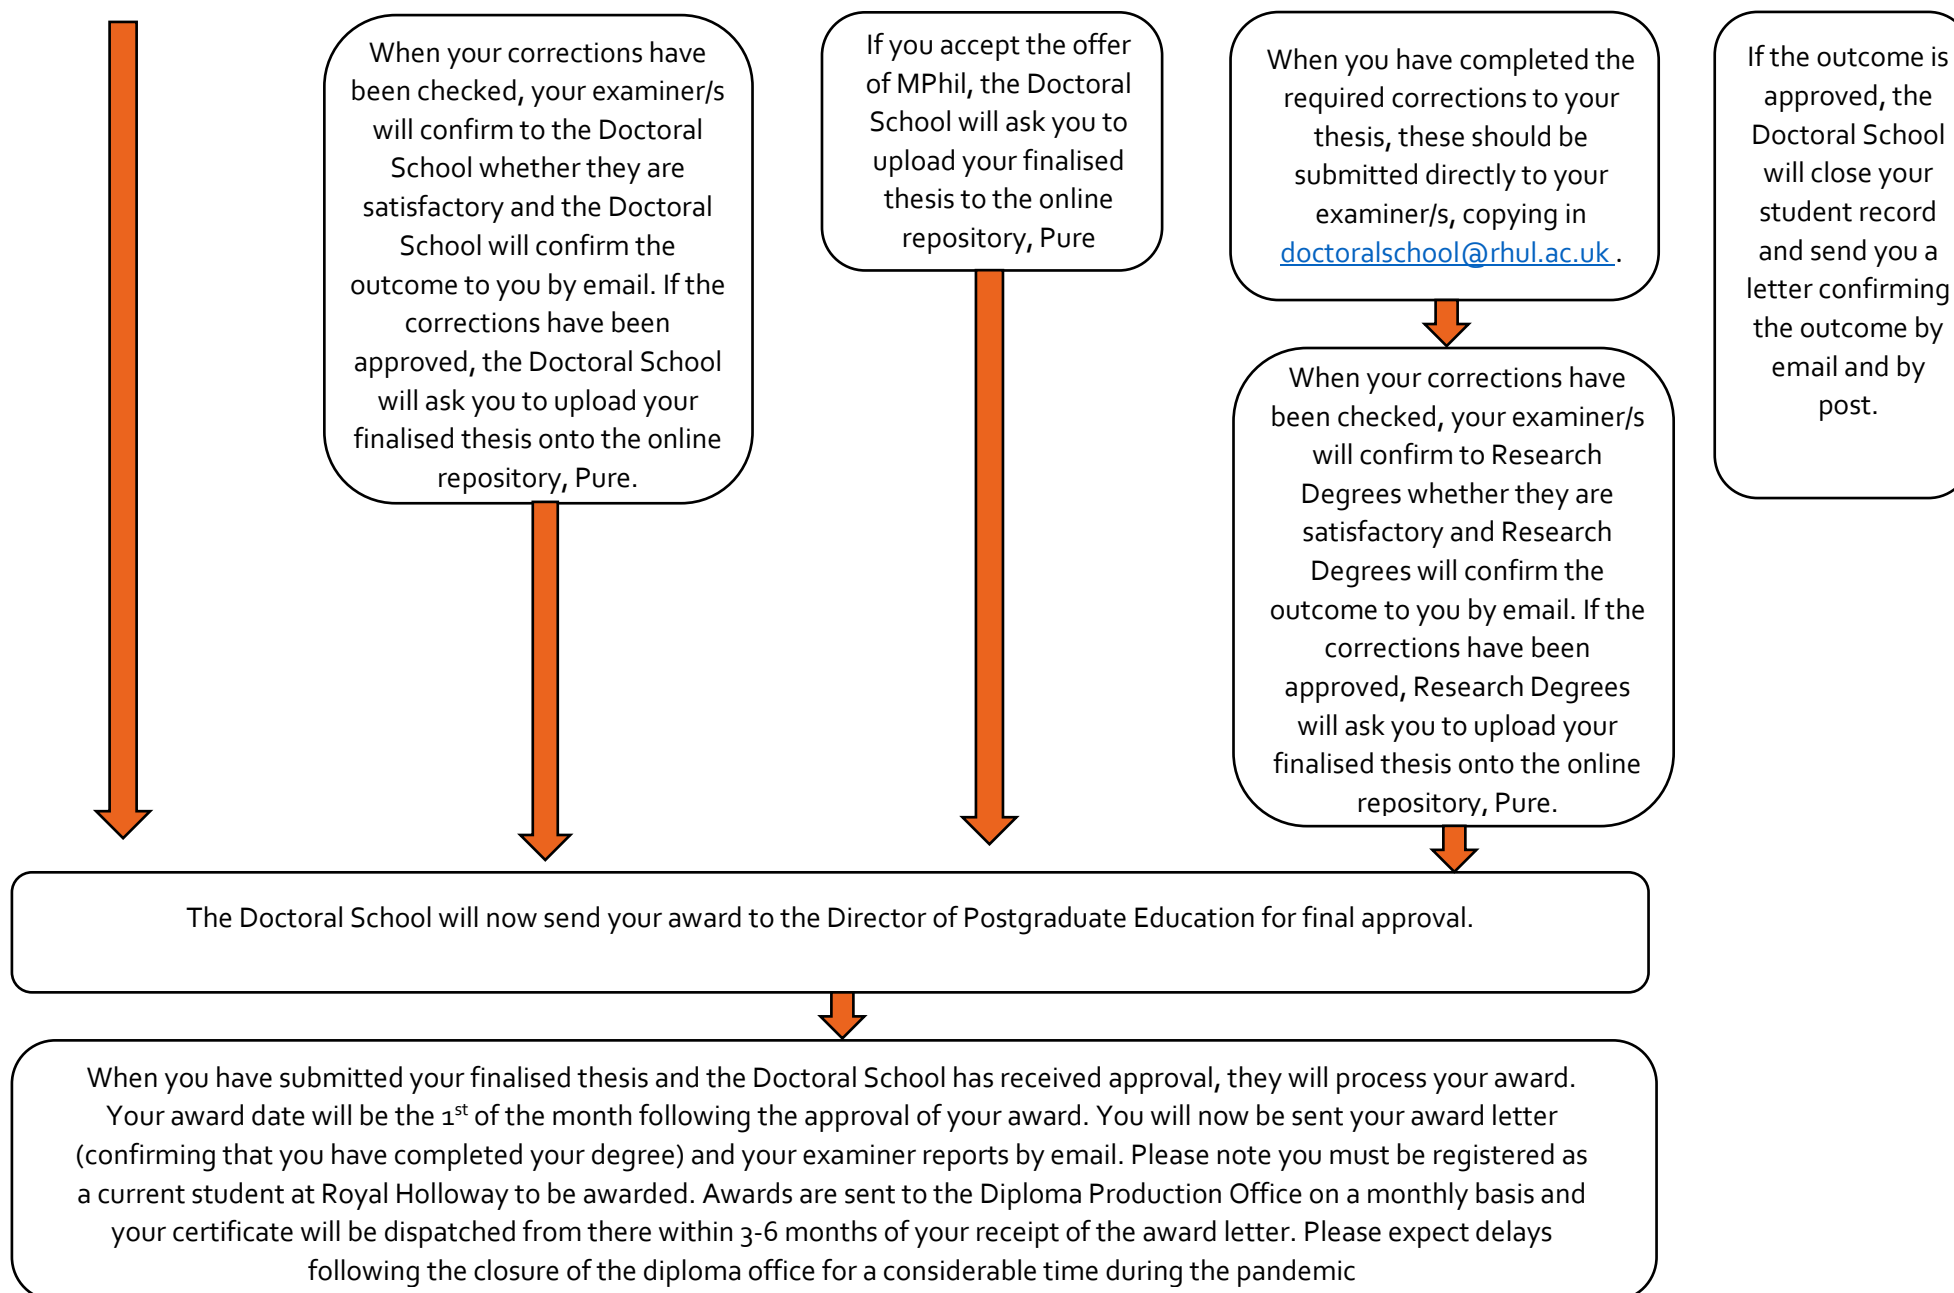 When your corrections have
been checked, your examiner/s
will confirm to the Doctoral
School whether they are
satisfactory and the Doctoral
School will confirm the
outcome to you by email. If the
corrections have been
approved, the Doctoral School
will ask you to upload your
finalised thesis onto the online
repository, Pure.
If you accept the offer
of MPhil, the Doctoral
School will ask you to
upload your finalised
thesis to the online
repository, Pure
When you have completed the
required corrections to your
thesis, these should be
submitted directly to your
examiner/s, copying in
doctoralschool@rhul.ac.uk .
When your corrections have
been checked, your examiner/s
will confirm to Research
Degrees whether they are
satisfactory and Research
Degrees will confirm the
outcome to you by email. If the
corrections have been
approved, Research Degrees
will ask you to upload your
finalised thesis onto the online
repository, Pure.
If the outcome is
approved, the
Doctoral School
will close your
student record
and send you a
letter confirming
the outcome by
email and by
post.
The Doctoral School will now send your award to the Director of Postgraduate Education for final approval.
When you have submitted your finalised thesis and the Doctoral School has received approval, they will process your award.
Your award date will be the 1st of the month following the approval of your award. You will now be sent your award letter
(confirming that you have completed your degree) and your examiner reports by email. Please note you must be registered as
a current student at Royal Holloway to be awarded. Awards are sent to the Diploma Production Office on a monthly basis and
your certificate will be dispatched from there within 3-6 months of your receipt of the award letter. Please expect delays
following the closure of the diploma office for a considerable time during the pandemic